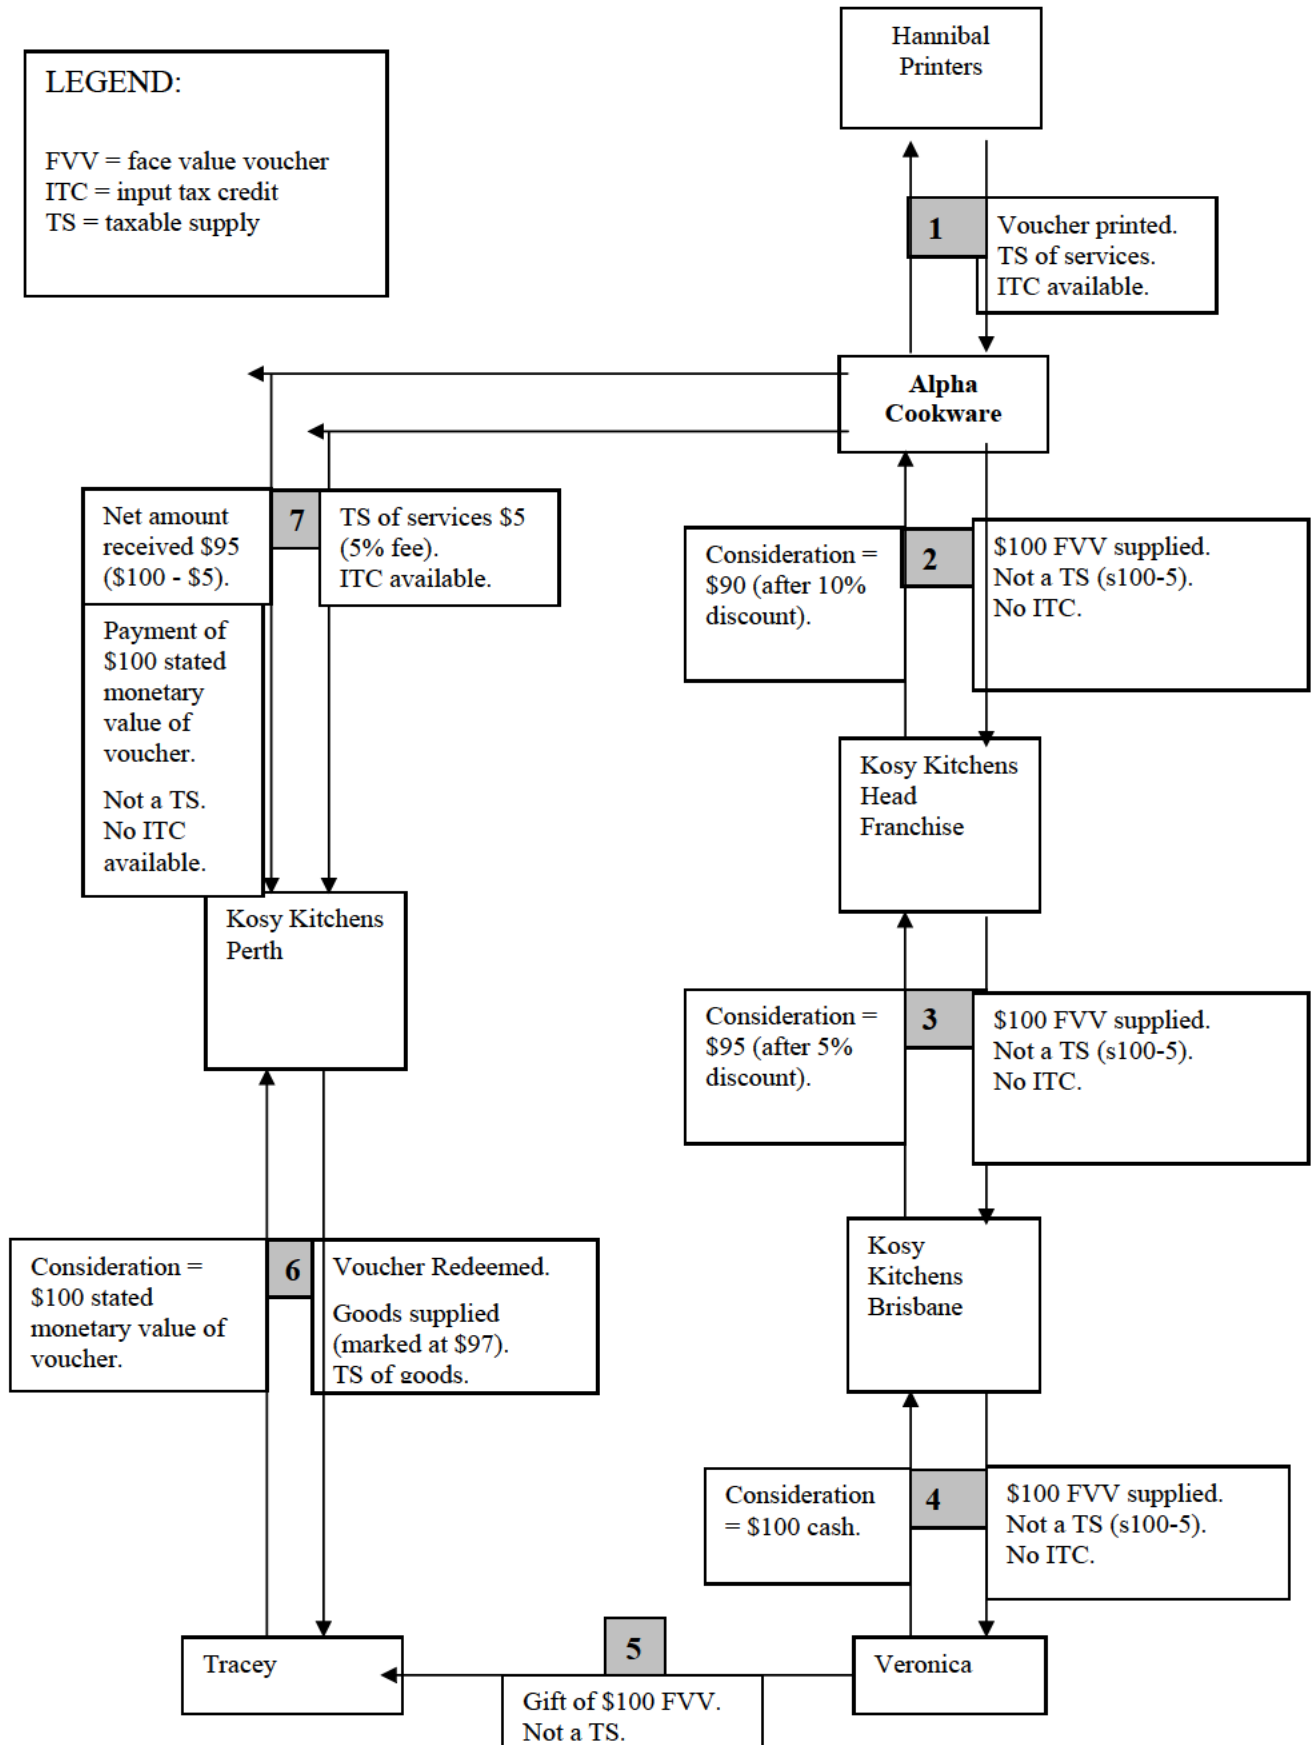 Hannibal
Printers
LEGEND:
FVV = face value voucher
ITC = input tax credit
TS = taxable supply
1
Voucher printed.
TS of services.
ITC available.
Alpha
Cookware
Net amount
received $95
($100 - $5).
Payment of
$100 stated
monetary
value of
voucher.
Not a TS.
No ITC
available.
7
TS of services $5
(5% fee).
ITC available.
Consideration =
$90 (after 10%
discount).
2
$100 FVV supplied.
Not a TS (s100-5).
No ITC.
Kosy Kitchens
Head
Franchise
Kosy Kitchens
Perth
Consideration =
$95 (after 5%
discount).
3
$100 FVV supplied.
Not a TS (s100-5).
No ITC.
Consideration =
$100 stated
monetary value of
voucher.
6
Voucher Redeemed.
Goods supplied
(marked at $97).
TS of goods.
Kosy
Kitchens
Brisbane
Consideration
= $100 cash.
4
$100 FVV supplied.
Not a TS (s100-5).
No ITC.
Tracey
5
Gift of $100 FVV.
Not a TS.
Veronica